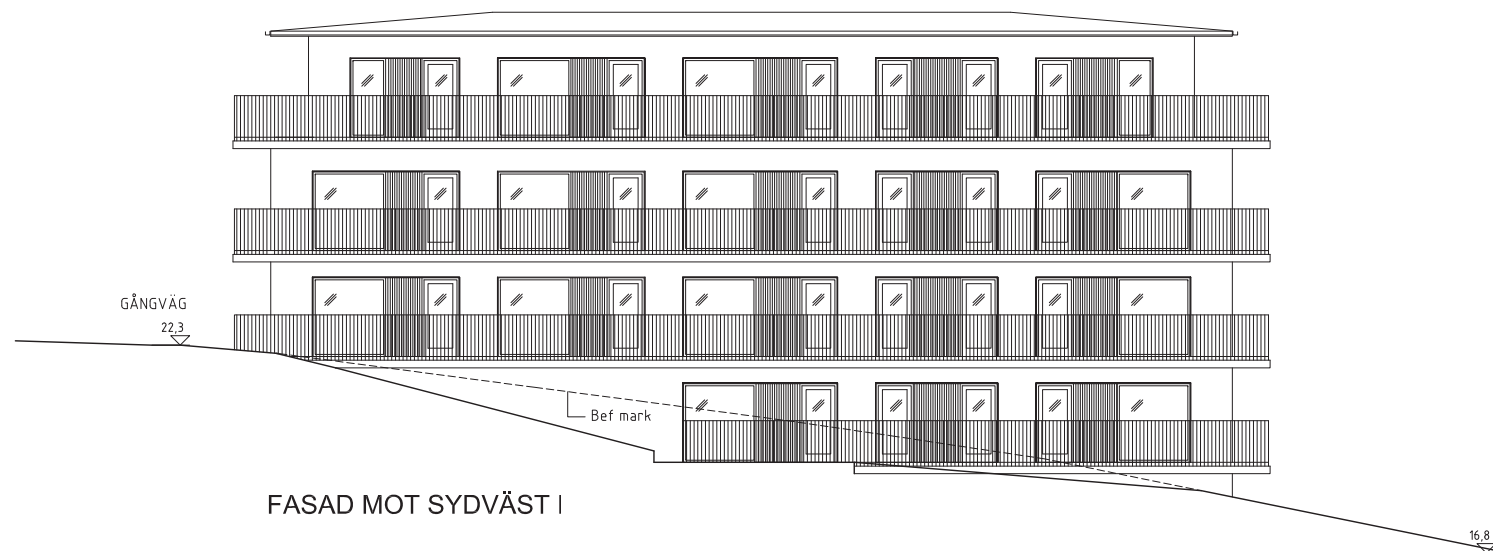 GÅNGVÄG
22,3
Bef mark
FASAD MOT SYDVÄST
16,8